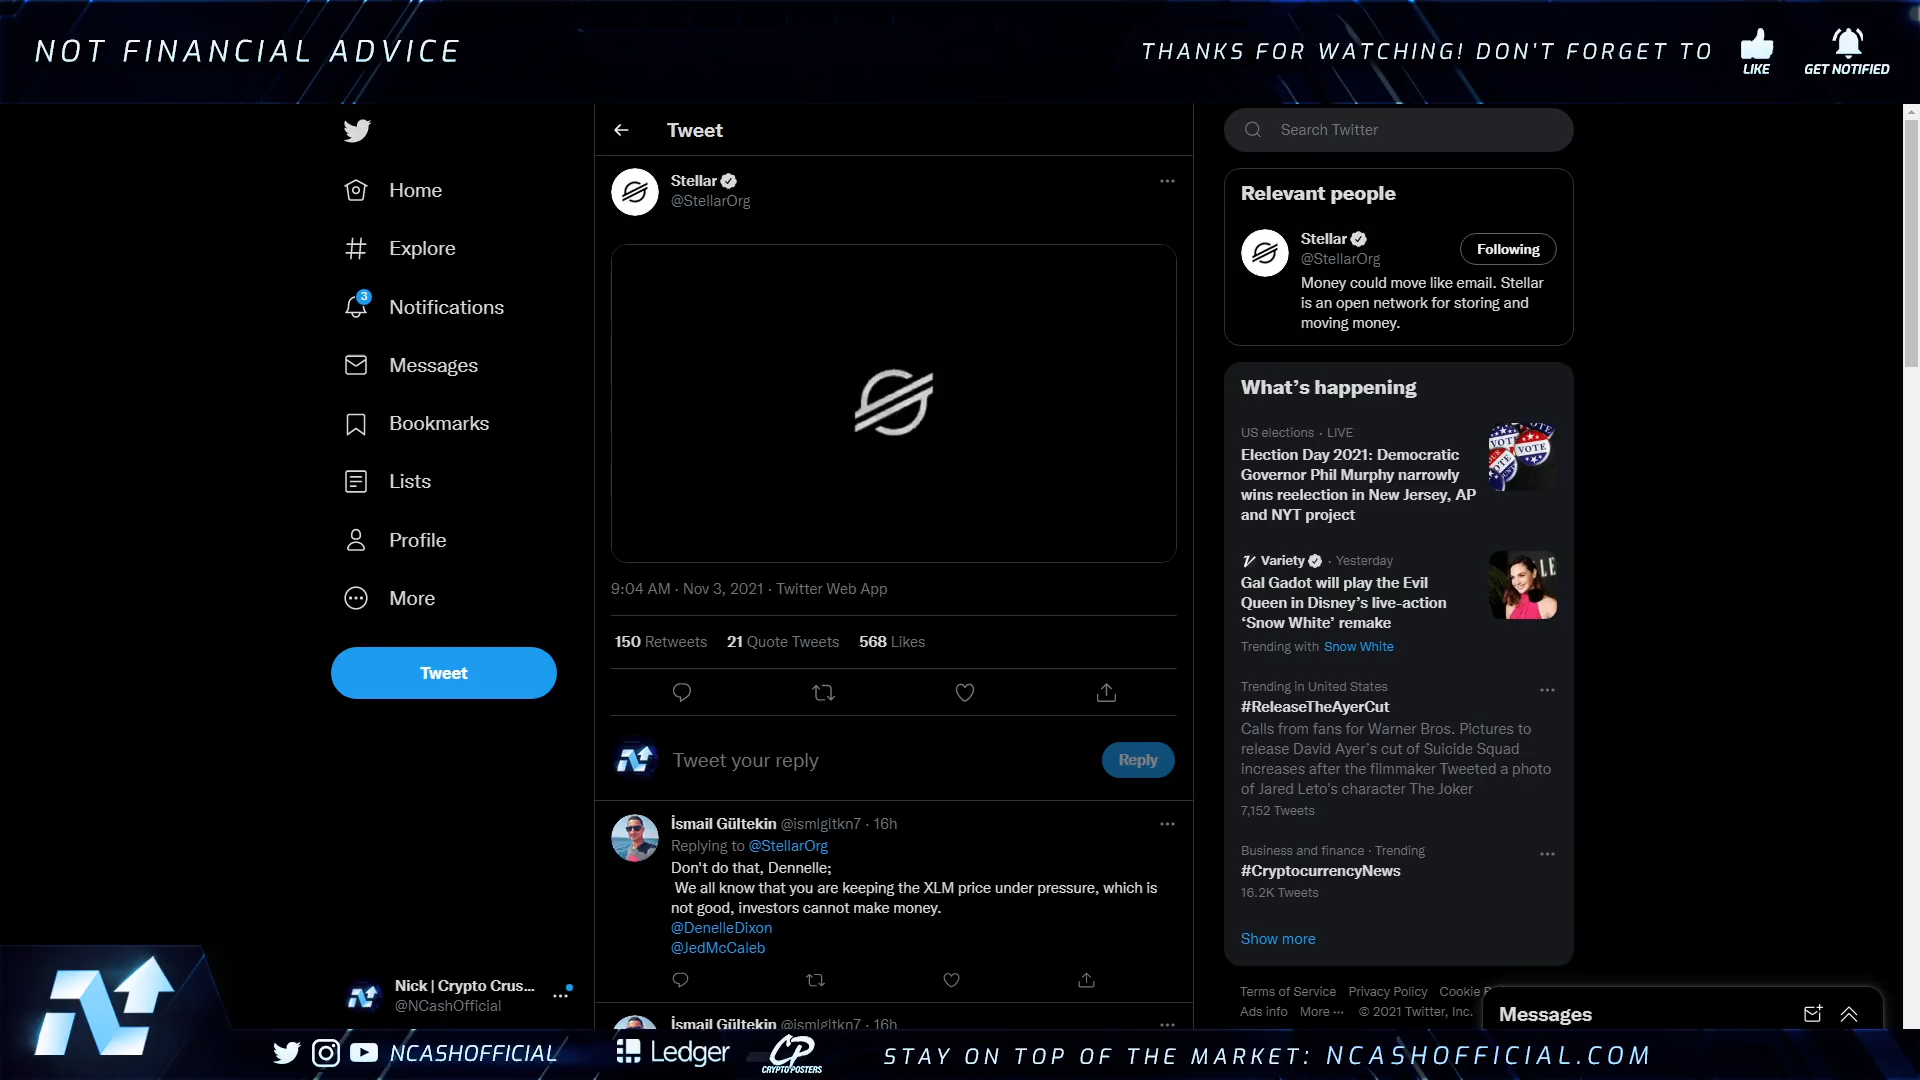 NOT FINANCIAL ADVICE
THANKS FOR WATCHING! DON'T FORGET TO
LIKE
GET NOTIFIED
Home
Explore
3
Notifications
Messages
Bookmarks
Lists
Profile
More
Tweet
Nick | Crypto Crus...
@NCashOfficial
Tweet
Stellar
@StellarOrg
9:04 AM · Nov 3, 2021 · Twitter Web App
150 Retweets 21 Quote Tweets 568 Likes
Tweet your reply
Reply
İsmail Gültekin @ismlgltkn7 · 16h
Replying to @StellarOrg
Don't do that, Dennelle;
We all know that you are keeping the XLM price under pressure, which is
not good, investors cannot make money.
@DenelleDixon
@JedMcCaleb
İsmail Gültekin @ismlgltkn7 · 16h
Search Twitter
Relevant people
Stellar
@StellarOrg
Following
Money could move like email. Stellar
is an open network for storing and
moving money.
What's happening
US elections · LIVE
Election Day 2021: Democratic
Governor Phil Murphy narrowly
wins reelection in New Jersey, AP
and NYT project
VOTE
Variety · Yesterday
Gal Gadot will play the Evil
Queen in Disney's live-action
'Snow White' remake
Trending with Snow White
Trending in United States
#ReleaseTheAyerCut
Calls from fans for Warner Bros. Pictures to
release David Ayer's cut of Suicide Squad
increases after the filmmaker Tweeted a photo
of Jared Leto's character The Joker
7,152 Tweets
Business and finance · Trending
#CryptocurrencyNews
16.2K Tweets
Show more
Terms of Service Privacy Policy Cookie
Ads info More ··· © 2021 Twitter, Inc.
Messages
NCASHOFFICIAL
Ledger
CP
CRYPTOPOSTERS
STAY ON TOP OF THE MARKET: NCASHOFFICIAL.COM